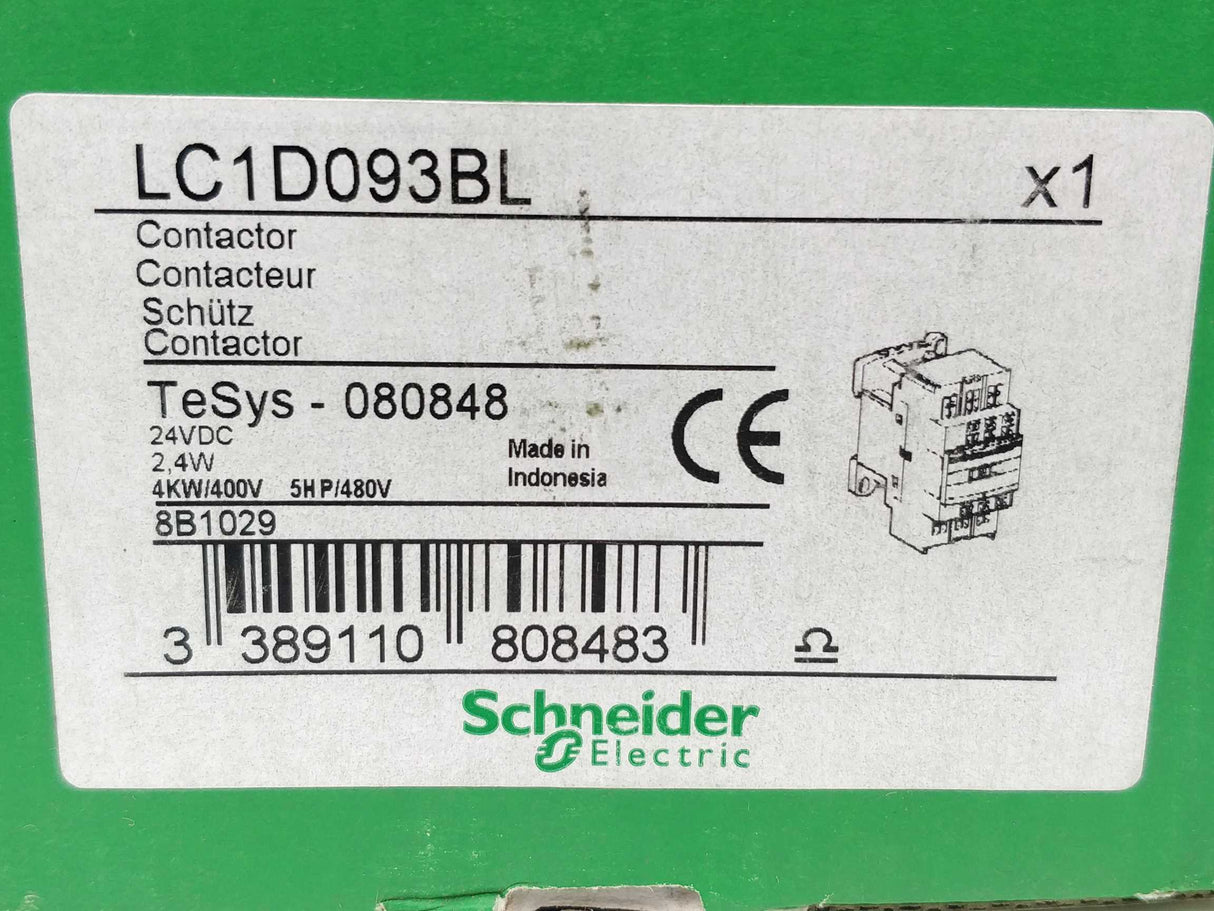 LC1D093BL x1
Contactor
Contacteur
Schütz
Contactor
TeSys - 080848
24VDC
2,4W
Made in
Indonesia
4KW/400V 5HP/480V
CE
8B1029
3 389110 808483
Schneider
Electric